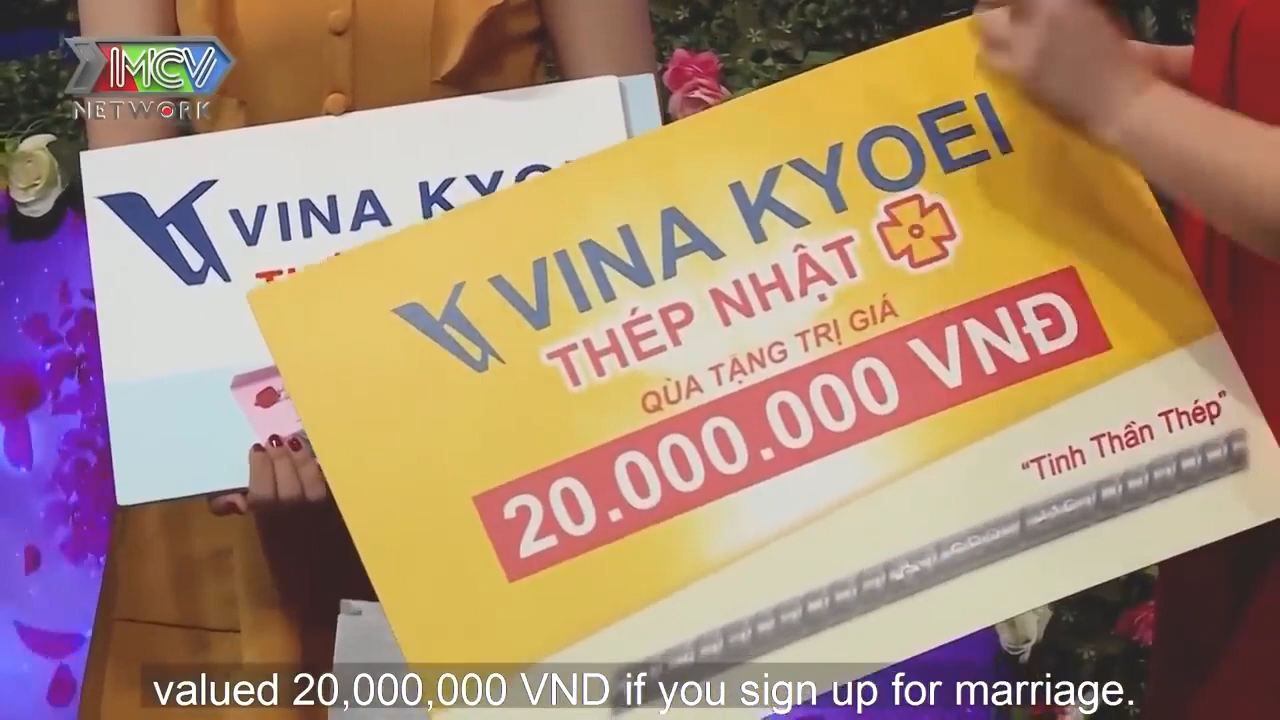 MCV
NETWORK
VINA KYO
VINA KYOEI
THÉP NHẬT
QÙA TẶNG TRỊ GIÁ
20.000.000 VNĐ
“Tinh Thần Thép”
valued 20,000,000 VND if you sign up for marriage.